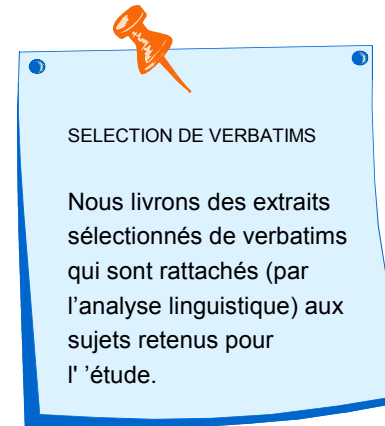 SELECTION DE VERBATIMS
Nous livrons des extraits
sélectionnés de verbatims
qui sont rattachés (par
l’analyse linguistique) aux
sujets retenus pour
l' ’étude.